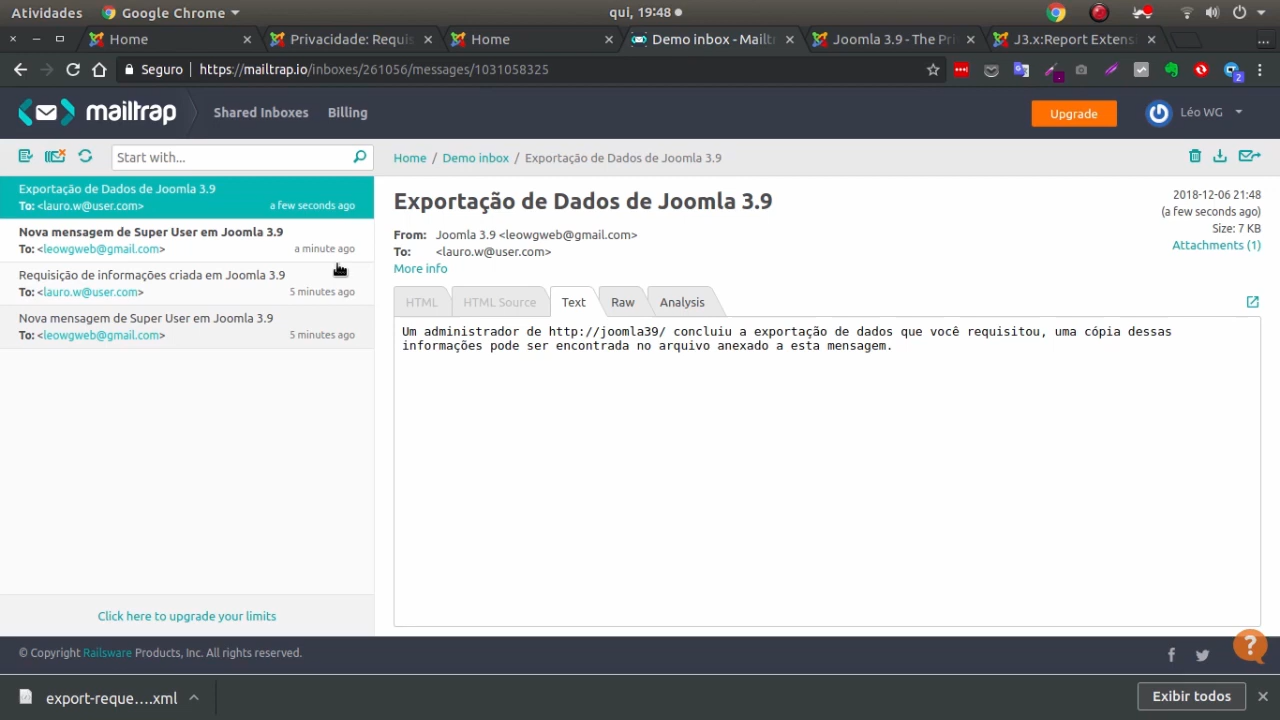 Atividades
Google Chrome
qui, 19:48
Home
Privacidade: Requis
Home
Demo inbox - Mailtr
Joomla 3.9 - The Pri
J3.x:Report Extens
Seguro
https://mailtrap.io/inboxes/261056/messages/1031058325
2
mailtrap
Shared Inboxes
Billing
Upgrade
Léo WG
Start with...
Home / Demo inbox / Exportação de Dados de Joomla 3.9
Exportação de Dados de Joomla 3.9
To: <lauro.w@user.com>
a few seconds ago
Nova mensagem de Super User em Joomla 3.9
To: <leowgweb@gmail.com>
a minute ago
Requisição de informações criada em Joomla 3.9
To: <lauro.w@user.com>
5 minutes ago
Nova mensagem de Super User em Joomla 3.9
To: <leowgweb@gmail.com>
5 minutes ago
Click here to upgrade your limits
Exportação de Dados de Joomla 3.9
From: Joomla 3.9 <leowgweb@gmail.com>
To: <lauro.w@user.com>
More info
2018-12-06 21:48
(a few seconds ago)
Size: 7 KB
Attachments (1)
HTML
HTML Source
Text
Raw
Analysis
Um administrador de http://joomla39/ concluiu a exportação de dados que você requisitou, uma cópia dessas
informações pode ser encontrada no arquivo anexado a esta mensagem.
© Copyright Railsware Products, Inc. All rights reserved.
?
export-reque....xml
Exibir todos